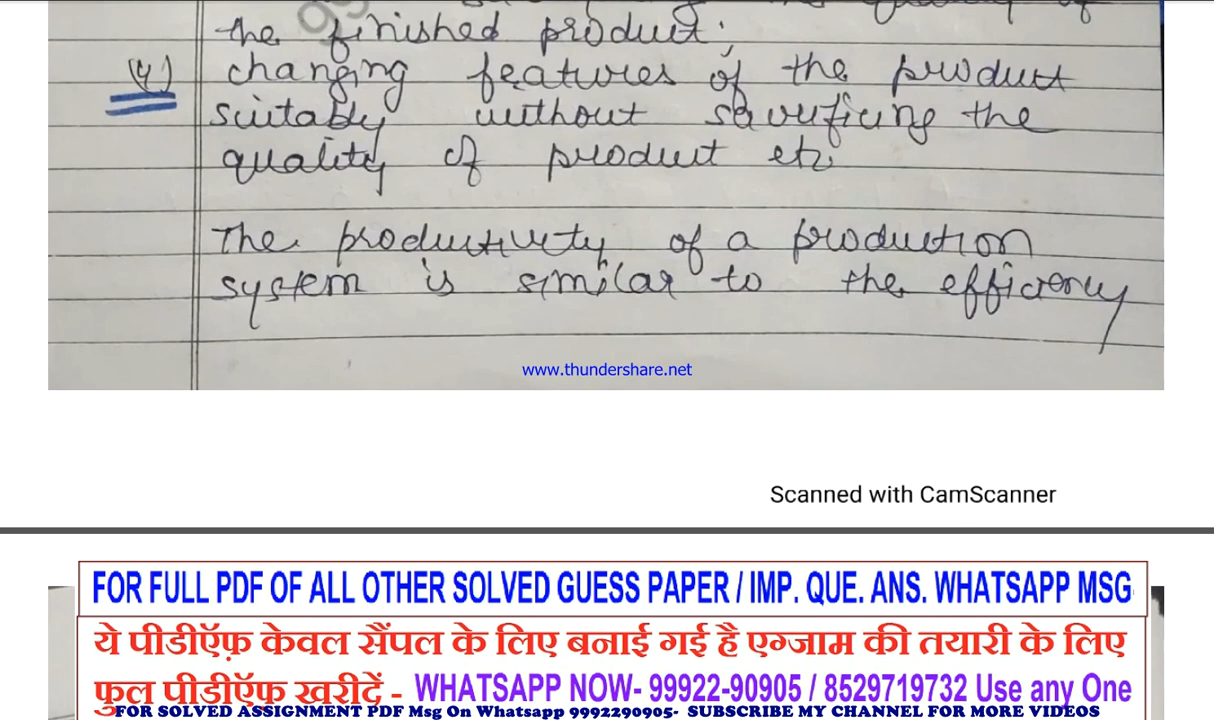 quality of
the finished product;
(4) changing features of the product
suitably without sacrificing the
quality of product etc.
The productivity of a production
system is similar to the efficiency
www.thundershare.net
Scanned with CamScanner
FOR FULL PDF OF ALL OTHER SOLVED GUESS PAPER / IMP. QUE. ANS. WHATSAPP MSG
ये पीडीऍफ़ केवल सैंपल के लिए बनाई गई है एग्जाम की तयारी के लिए
फुल पीडीऍफ़ खरीदें - WHATSAPP NOW- 99922-90905 / 8529719732 Use any One
FOR SOLVED ASSIGNMENT PDF Msg On Whatsapp 9992290905- SUBSCRIBE MY CHANNEL FOR MORE VIDEOS